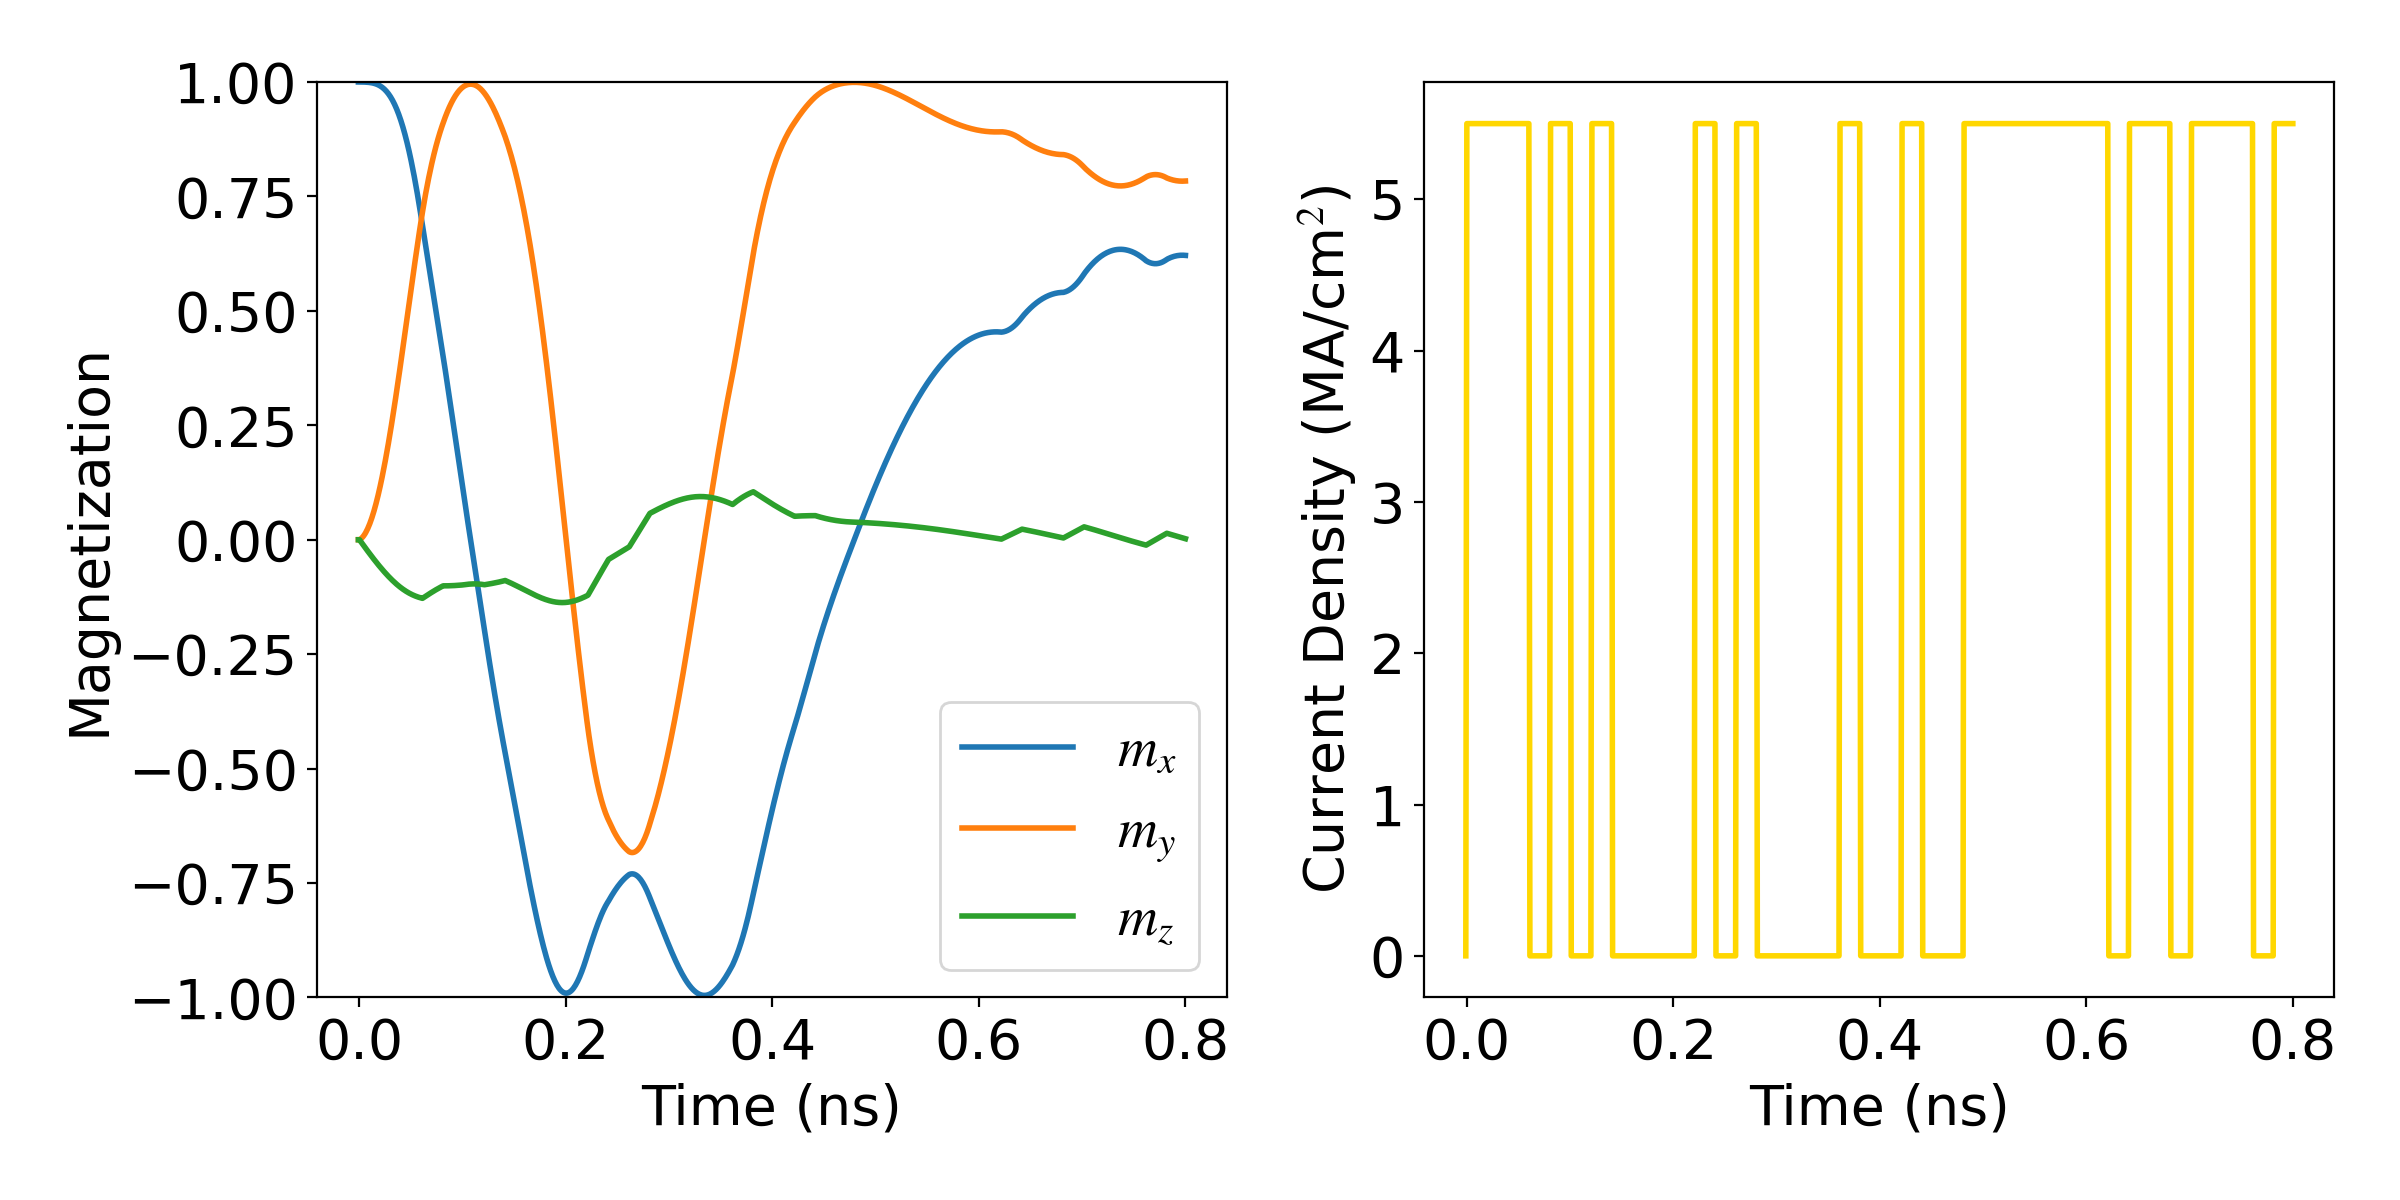 Magnetization
1.00
0.75
0.50
0.25
0.00
−0.25
−0.50
−0.75
−1.00
0.0 0.2 0.4 0.6 0.8
Time (ns)
mₓ
m_y
m_z
Current Density (MA/cm²)
5
4
3
2
1
0
0.0 0.2 0.4 0.6 0.8
Time (ns)